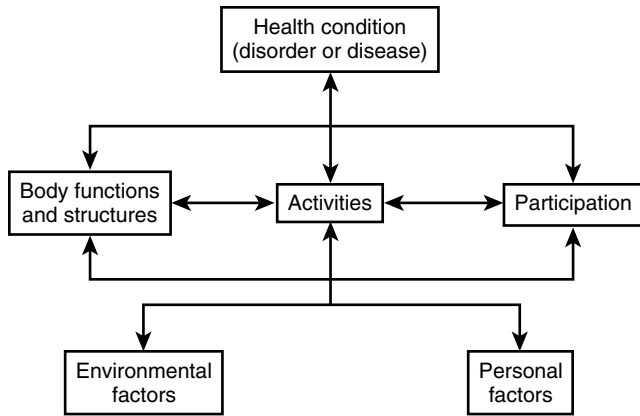 Health condition
(disorder or disease)
Body functions
and structures
Activities
Participation
Environmental
factors
Personal
factors